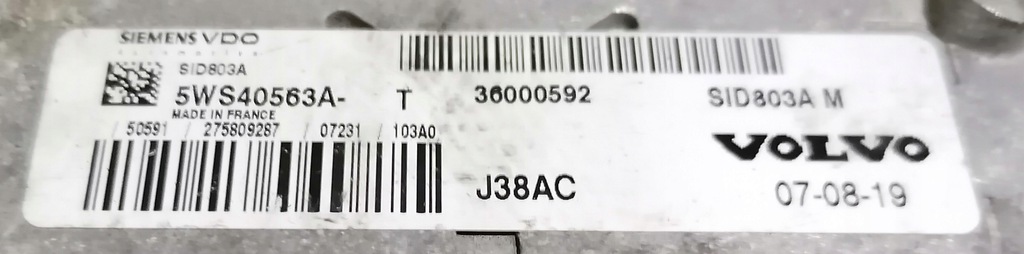 SIEMENS VDO
SID803A
5WS40563A- T 36000592 SID803A M
MADE IN FRANCE
/ 50591 / 275809287 / 07231 / 103A0
VOLVO
J38AC
07-08-19